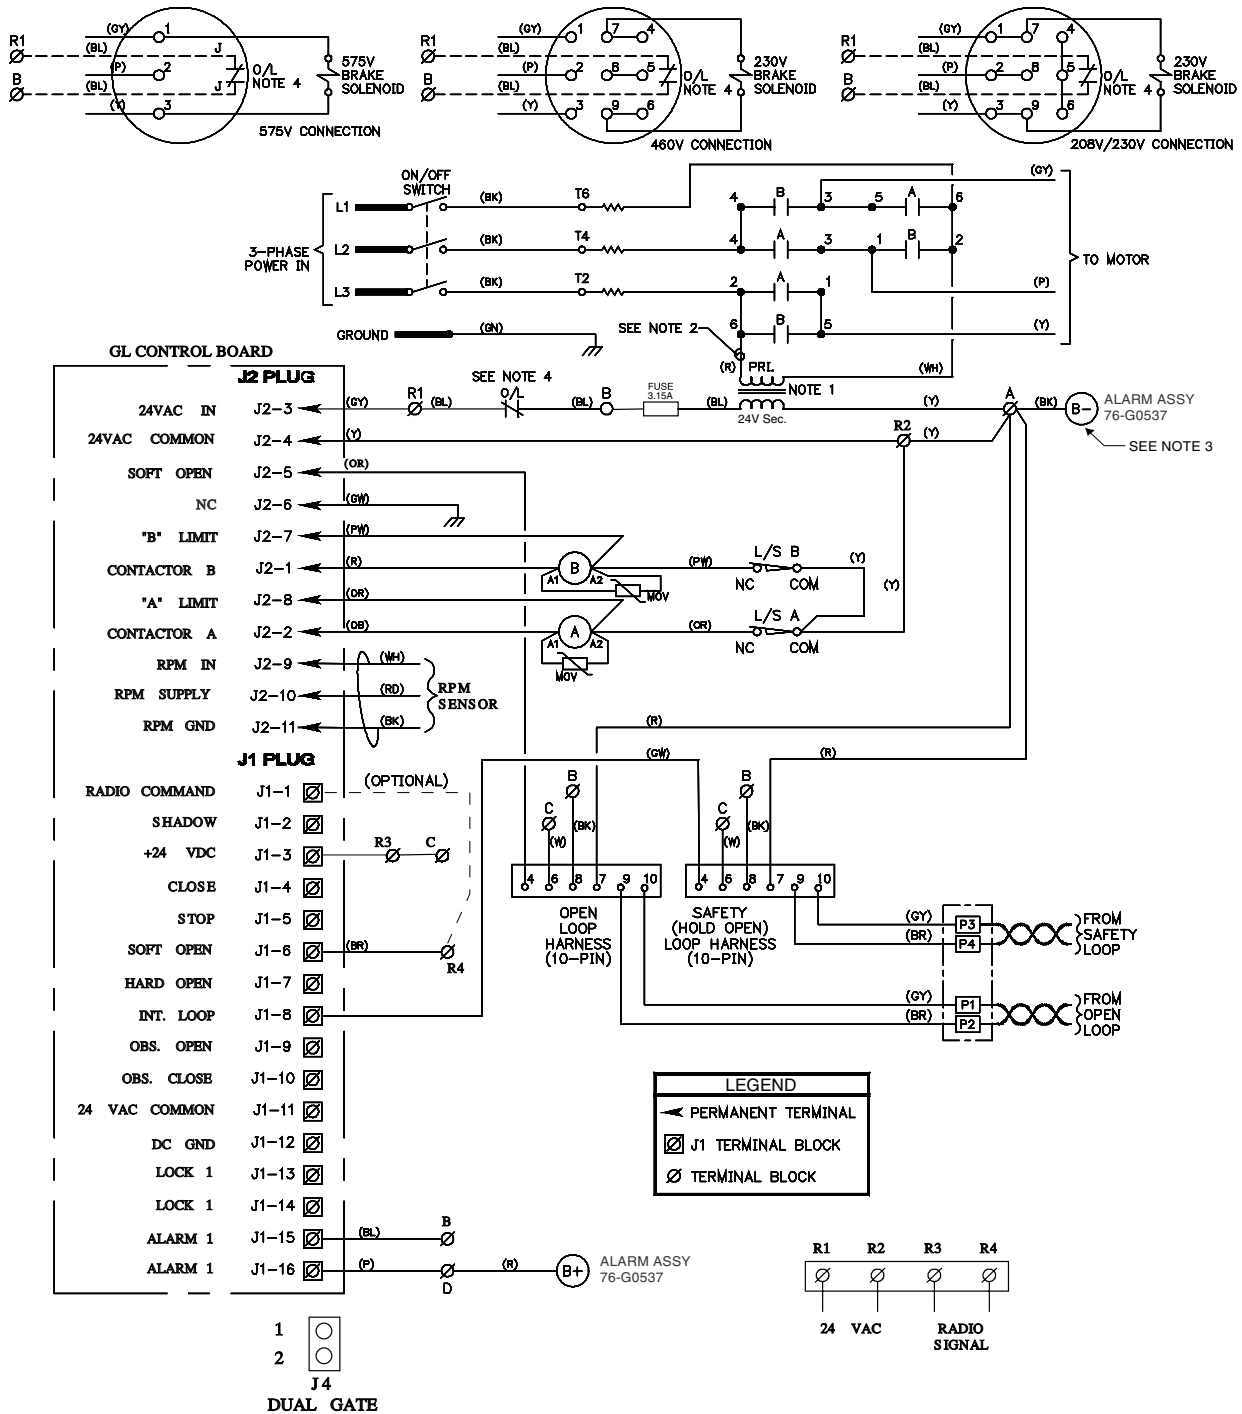 R1
B
(GY)
(BL)
(P)
(BL)
(Y)
1
2
3
J
J
O/L
NOTE 4
575V
BRAKE
SOLENOID
575V CONNECTION
R1
B
(GY)
(BL)
(P)
(BL)
(Y)
1 7 4
2 8 5
3 9 6
O/L
NOTE 4
230V
BRAKE
SOLENOID
460V CONNECTION
R1
B
(GY)
(BL)
(P)
(BL)
(Y)
1 7 4
2 8 5
3 9 6
O/L
NOTE 4
230V
BRAKE
SOLENOID
208V/230V CONNECTION
ON/OFF
SWITCH
3-PHASE
POWER IN
L1 (BK) T6 4 B 3 5 A 6 (GY)
L2 (BK) T4 4 A 3 1 B 2
L3 (BK) T2 2 A 1 (P)
6 B 5 (Y)
TO MOTOR
GROUND (GN)
SEE NOTE 2
(R) PRI. (WH)
NOTE 1
24V Sec.
GL CONTROL BOARD
J2 PLUG
SEE NOTE 4
24VAC IN J2-3 (GY) R1 (BL) O/L (BL) B FUSE 3.15A (BL) (Y) A (BK) B-
ALARM ASSY
76-G0537
SEE NOTE 3
24VAC COMMON J2-4 (Y) R2 (Y)
SOFT OPEN J2-5 (OR)
NC J2-6 (GW)
"B" LIMIT J2-7 (PW)
CONTACTOR B J2-1 (R) A1 B A2 MOV (PW) L/S B NC COM (Y)
(Y)
"A" LIMIT J2-8 (OR)
CONTACTOR A J2-2 (DB) A1 A A2 MOV (OR) L/S A NC COM
RPM IN J2-9 (WH)
RPM SUPPLY J2-10 (RD)
RPM GND J2-11 (BK)
RPM
SENSOR
(R)
(GW)
(R)
J1 PLUG
RADIO COMMAND J1-1 (OPTIONAL)
SHADOW J1-2
+24 VDC J1-3 R3 C
CLOSE J1-4
STOP J1-5
SOFT OPEN J1-6 (BR) R4
HARD OPEN J1-7
INT. LOOP J1-8
OBS. OPEN J1-9
OBS. CLOSE J1-10
24 VAC COMMON J1-11
DC GND J1-12
LOCK 1 J1-13
LOCK 1 J1-14
ALARM 1 J1-15 (BL) B
ALARM 1 J1-16 (P) D (R) B+
ALARM ASSY
76-G0537
C
(W)
B
(BK)
4 6 8 7 9 10
OPEN
LOOP
HARNESS
(10-PIN)
C
(W)
B
(BK)
4 6 8 7 9 10
SAFETY
(HOLD OPEN)
LOOP HARNESS
(10-PIN)
(GY) P3
(BR) P4
FROM
SAFETY
LOOP
(GY) P1
(BR) P2
FROM
OPEN
LOOP
LEGEND
PERMANENT TERMINAL
J1 TERMINAL BLOCK
TERMINAL BLOCK
R1 R2 R3 R4
24 VAC
RADIO
SIGNAL
1
2
J4
DUAL GATE